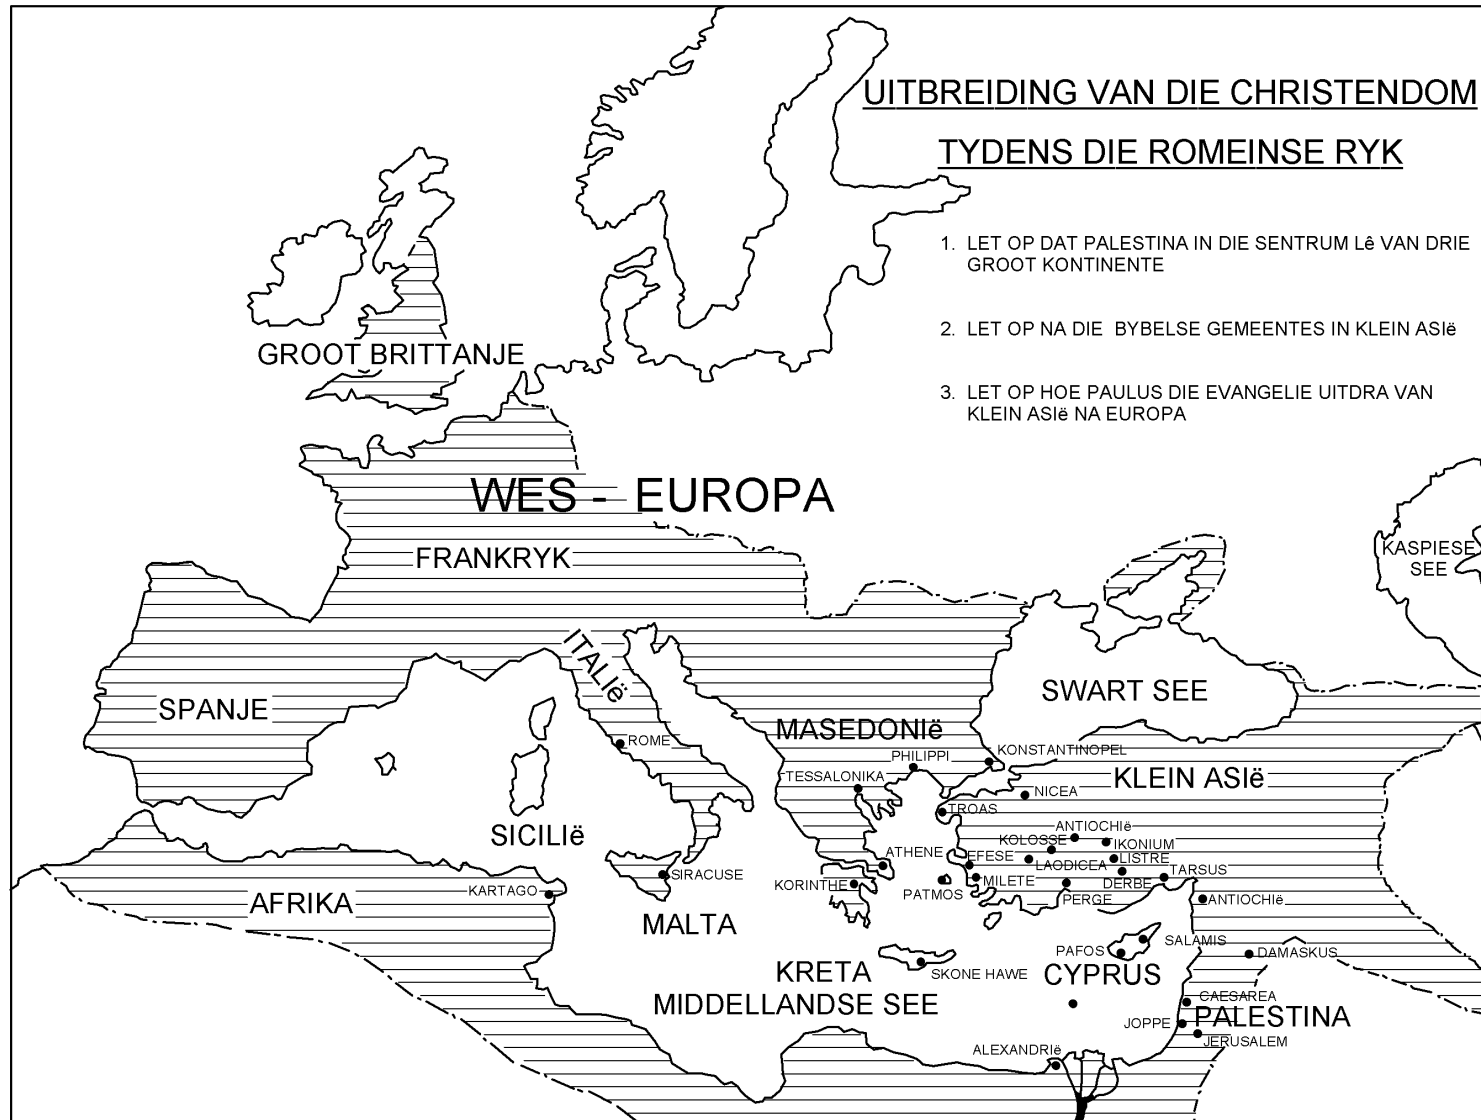 UITBREIDING VAN DIE CHRISTENDOM
TYDENS DIE ROMEINSE RYK
1. LET OP DAT PALESTINA IN DIE SENTRUM Lê VAN DRIE
GROOT KONTINENTE
2. LET OP NA DIE BYBELSE GEMEENTES IN KLEIN ASIë
3. LET OP HOE PAULUS DIE EVANGELIE UITDRA VAN
KLEIN ASIë NA EUROPA
GROOT BRITTANJE
WES - EUROPA
FRANKRYK
KASPIESE
SEE
ITALIë
SPANJE
SWART SEE
MASEDONIë
ROME
KONSTANTINOPEL
PHILIPPI
TESSALONIKA
KLEIN ASIë
NICEA
TROAS
SICILIë
ANTIOCHIë
KOLOSSE
IKONIUM
ATHENE
EFESE
LAODICEA
LISTRE
SIRACUSE
TARSUS
KARTAGO
KORINTHE
MILETE
DERBE
PATMOS
PERGE
ANTIOCHIë
AFRIKA
MALTA
SALAMIS
PAFOS
DAMASKUS
KRETA
SKONE HAWE
CYPRUS
MIDDELLANDSE SEE
CAESAREA
PALESTINA
JOPPE
JERUSALEM
ALEXANDRIë